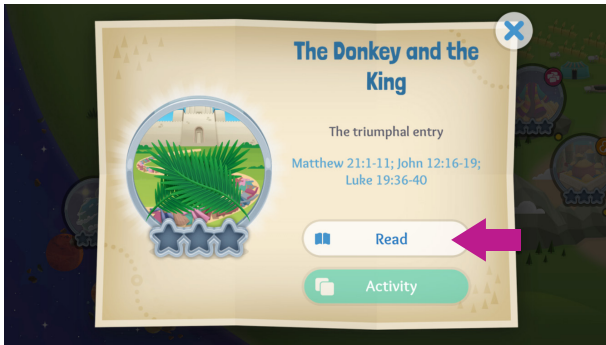 The Donkey and the
King
The triumphal entry
Matthew 21:1-11; John 12:16-19;
Luke 19:36-40
Read
Activity